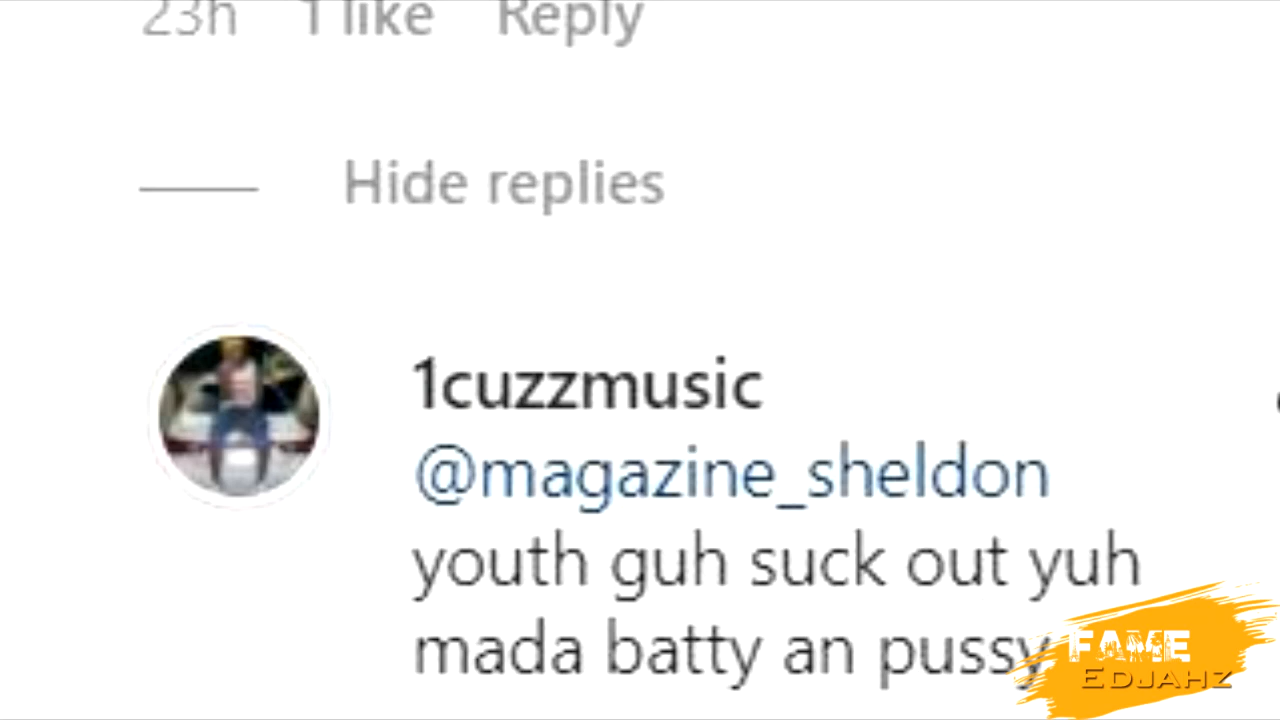 23h 1 like Reply
Hide replies
1cuzzmusic
@magazine_sheldon
youth guh suck out yuh
mada batty an pussy
FAME
EDJAHZ